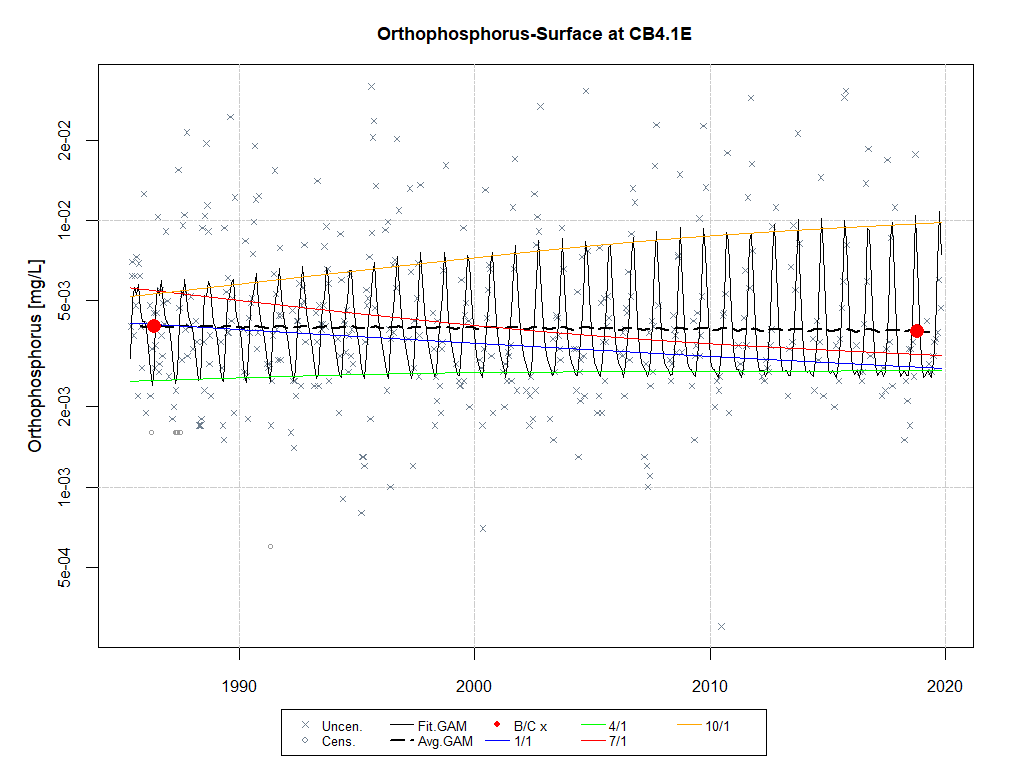 Orthophosphorus-Surface at CB4.1E
Orthophosphorus [mg/L]
2e-02
1e-02
5e-03
2e-03
1e-03
5e-04
1990 2000 2010 2020
Uncen. Fit.GAM B/C x 4/1 10/1
Cens. Avg.GAM 1/1 7/1